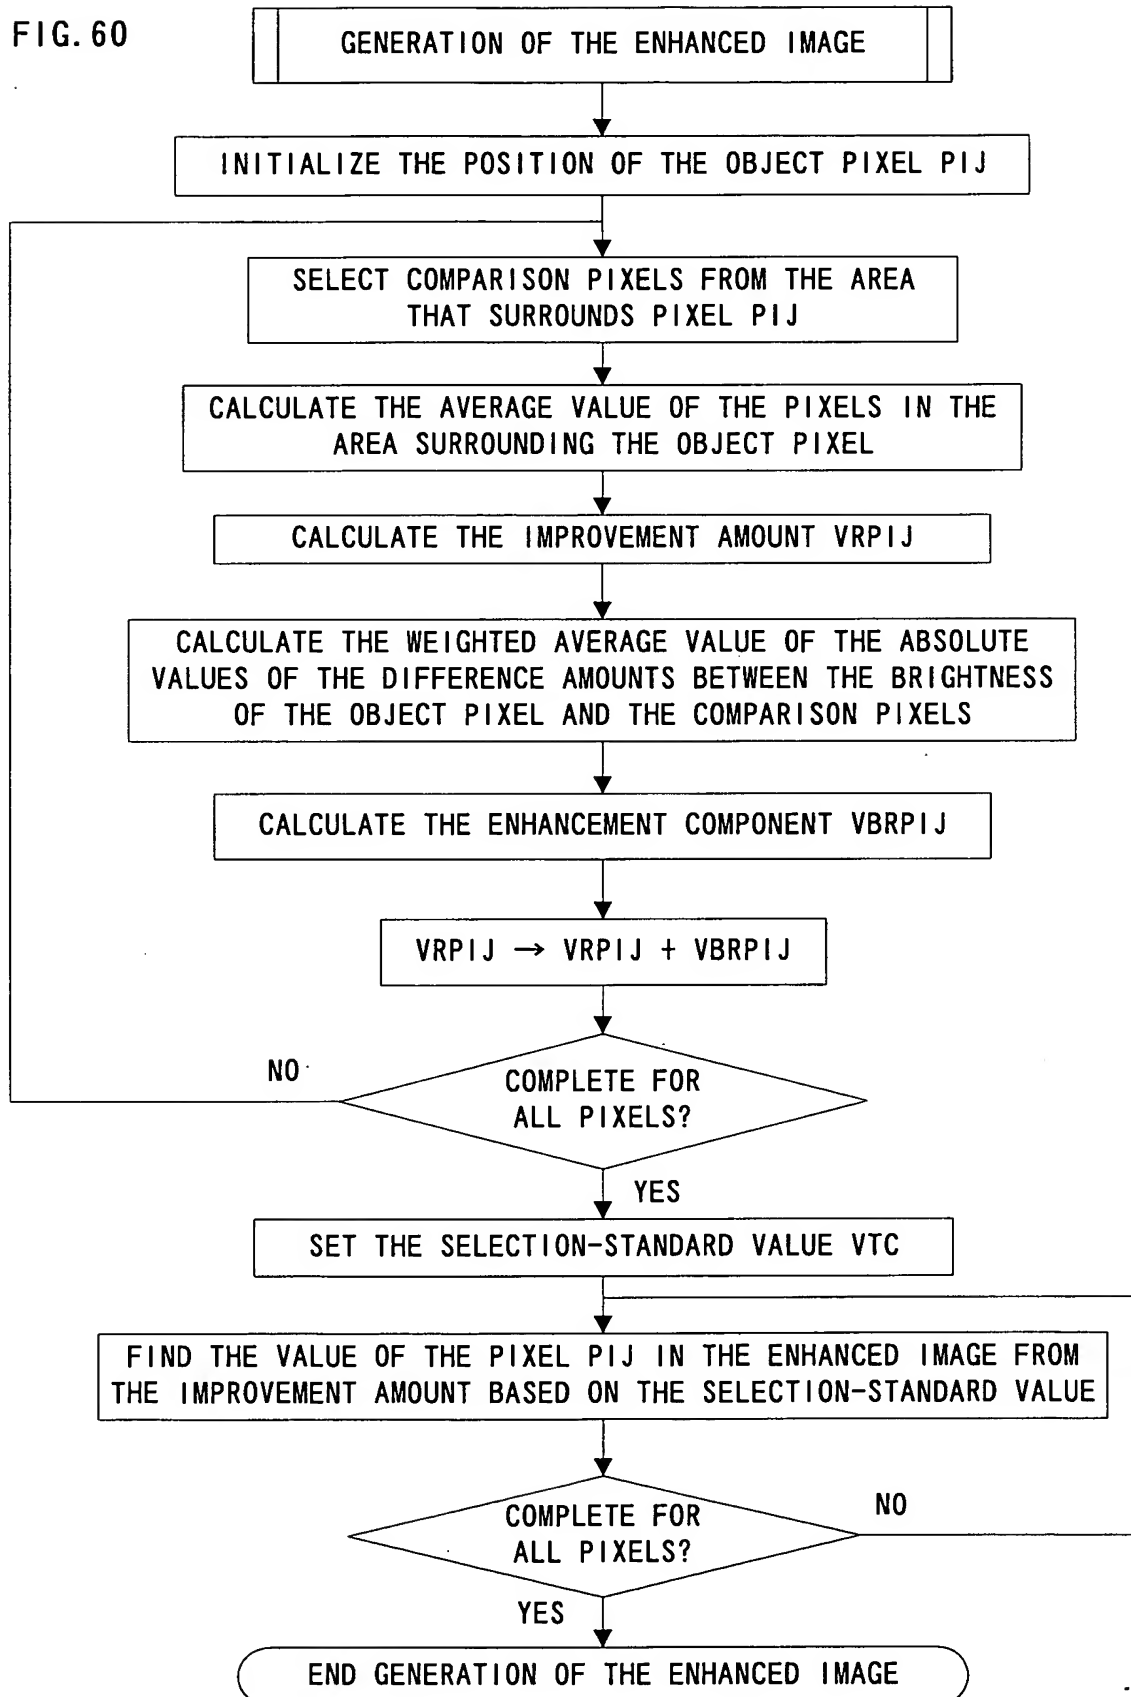 FIG. 60
GENERATION OF THE ENHANCED IMAGE
INITIALIZE THE POSITION OF THE OBJECT PIXEL PIJ
SELECT COMPARISON PIXELS FROM THE AREA
THAT SURROUNDS PIXEL PIJ
CALCULATE THE AVERAGE VALUE OF THE PIXELS IN THE
AREA SURROUNDING THE OBJECT PIXEL
CALCULATE THE IMPROVEMENT AMOUNT VRPIJ
CALCULATE THE WEIGHTED AVERAGE VALUE OF THE ABSOLUTE
VALUES OF THE DIFFERENCE AMOUNTS BETWEEN THE BRIGHTNESS
OF THE OBJECT PIXEL AND THE COMPARISON PIXELS
CALCULATE THE ENHANCEMENT COMPONENT VBRPIJ
VRPIJ → VRPIJ + VBRPIJ
NO
COMPLETE FOR
ALL PIXELS?
YES
SET THE SELECTION-STANDARD VALUE VTC
FIND THE VALUE OF THE PIXEL PIJ IN THE ENHANCED IMAGE FROM
THE IMPROVEMENT AMOUNT BASED ON THE SELECTION-STANDARD VALUE
COMPLETE FOR
ALL PIXELS?
NO
YES
END GENERATION OF THE ENHANCED IMAGE